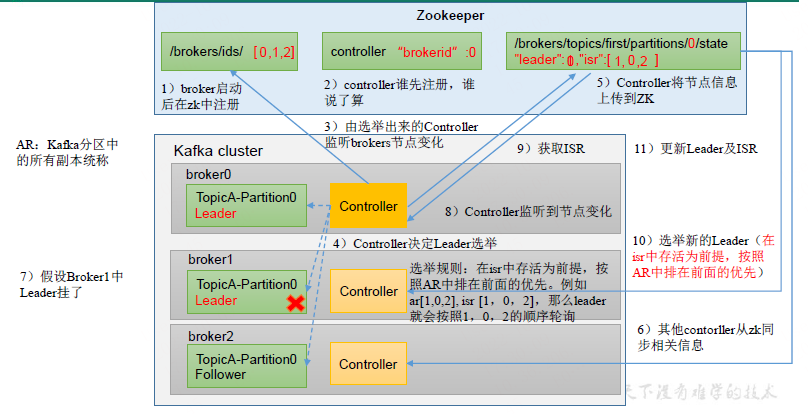 Zookeeper
/brokers/ids/ [0,1,2]
controller “brokerid”:0
/brokers/topics/first/partitions/0/state
"leader":0,"isr":[1,0,2]
1）broker启动
后在zk中注册
2）controller谁先注册，谁
说了算
5）Controller将节点信息
上传到ZK
3）由选举出来的Controller
监听brokers节点变化
AR：Kafka分区中
的所有副本统称
Kafka cluster
9）获取ISR
11）更新Leader及ISR
broker0
TopicA-Partition0
Leader
Controller
8）Controller监听到节点变化
4）Controller决定Leader选举
10）选举新的Leader（在
isr中存活为前提，按照
AR中排在前面的优先）
7）假设Broker1中
Leader挂了
broker1
TopicA-Partition0
Leader
Controller
选举规则：在isr中存活为前提，按
照AR中排在前面的优先。例如
ar[1,0,2], isr [1，0，2]，那么leader
就会按照1，0，2的顺序轮询
6）其他contorller从zk同
步相关信息
broker2
TopicA-Partition0
Follower
Controller
天下没有难学的技术